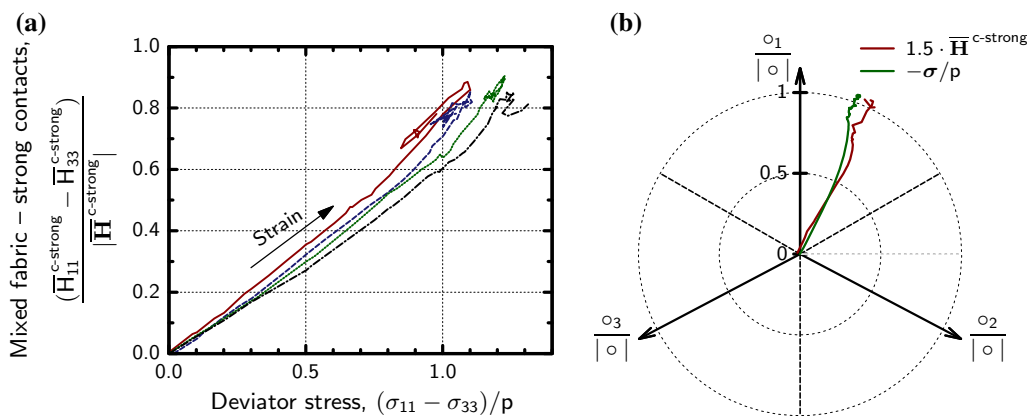 (a)
Mixed fabric – strong contacts,
(H̅₁₁ᶜ⁻ˢᵗʳᵒⁿᵍ − H̅₃₃ᶜ⁻ˢᵗʳᵒⁿᵍ)
|H̅ᶜ⁻ˢᵗʳᵒⁿᵍ|
1.0
0.8
0.6
0.4
0.2
0.0
Strain
0.0 0.5 1.0
Deviator stress, (σ₁₁ − σ₃₃)/p
(b)
○₁
|○|
1.5 · H̅ ᶜ⁻ˢᵗʳᵒⁿᵍ
−σ/p
1
0.5
0
○₃
|○|
○₂
|○|